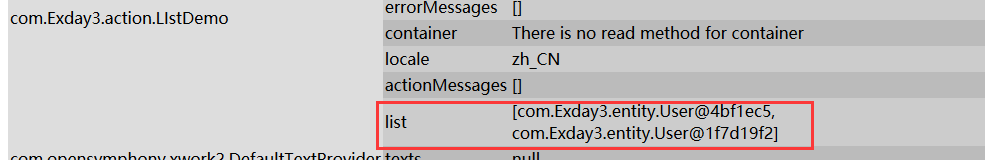 errorMessages []
com.Exday3.action.LIstDemo
container There is no read method for container
locale zh_CN
actionMessages []
list [com.Exday3.entity.User@4bf1ec5,
com.Exday3.entity.User@1f7d19f2]
com.opensymphony.xwork2.DefaultTextProvider texts null